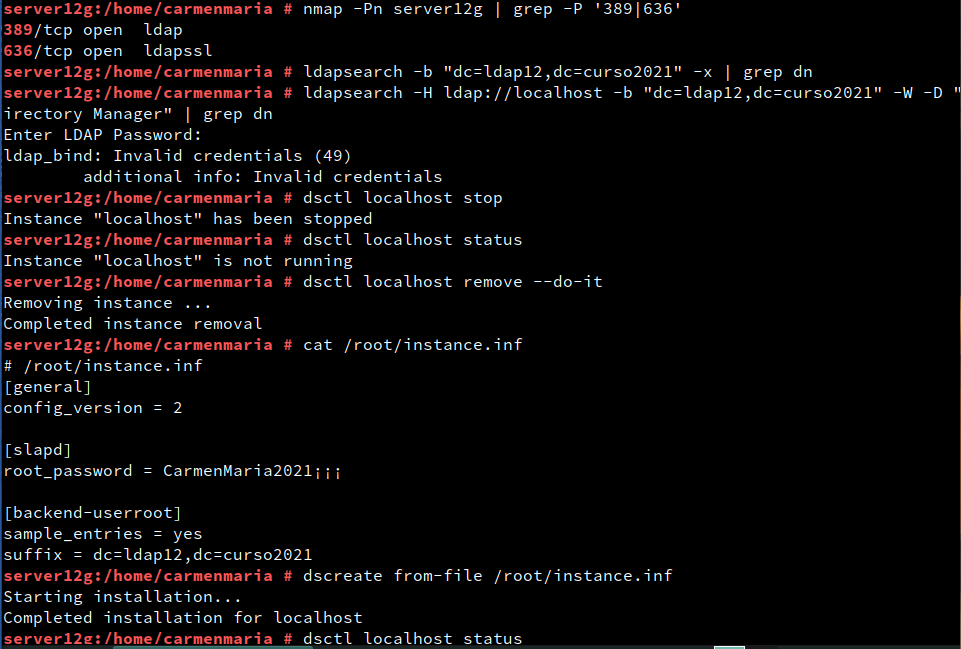 server12g:/home/carmenmaria # nmap -Pn server12g | grep -P '389|636'
389/tcp open  ldap
636/tcp open  ldapssl
server12g:/home/carmenmaria # ldapsearch -b "dc=ldap12,dc=curso2021" -x | grep dn
server12g:/home/carmenmaria # ldapsearch -H ldap://localhost -b "dc=ldap12,dc=curso2021" -W -D "
irectory Manager" | grep dn
Enter LDAP Password:
ldap_bind: Invalid credentials (49)
        additional info: Invalid credentials
server12g:/home/carmenmaria # dsctl localhost stop
Instance "localhost" has been stopped
server12g:/home/carmenmaria # dsctl localhost status
Instance "localhost" is not running
server12g:/home/carmenmaria # dsctl localhost remove --do-it
Removing instance ...
Completed instance removal
server12g:/home/carmenmaria # cat /root/instance.inf
# /root/instance.inf
[general]
config_version = 2

[slapd]
root_password = CarmenMaria2021¡¡¡

[backend-userroot]
sample_entries = yes
suffix = dc=ldap12,dc=curso2021
server12g:/home/carmenmaria # dscreate from-file /root/instance.inf
Starting installation...
Completed installation for localhost
server12g:/home/carmenmaria # dsctl localhost status